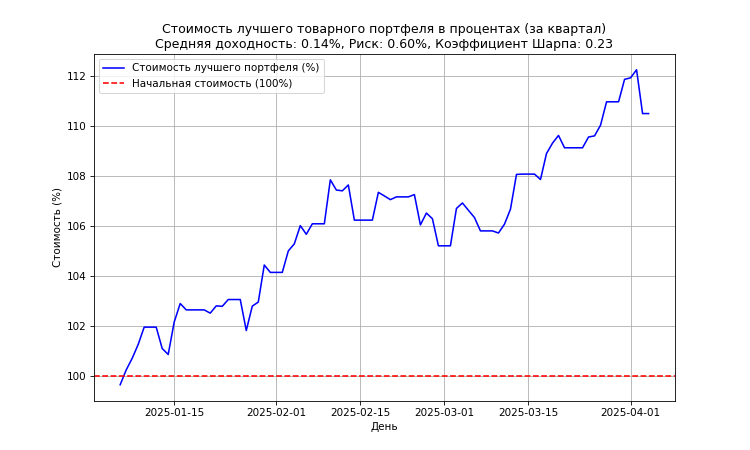 Стоимость лучшего товарного портфеля в процентах (за квартал)
Средняя доходность: 0.14%, Риск: 0.60%, Коэффициент Шарпа: 0.23
Стоимость лучшего портфеля (%)
Начальная стоимость (100%)
Стоимость (%)
112
110
108
106
104
102
100
2025-01-15
2025-02-01
2025-02-15
2025-03-01
2025-03-15
2025-04-01
День